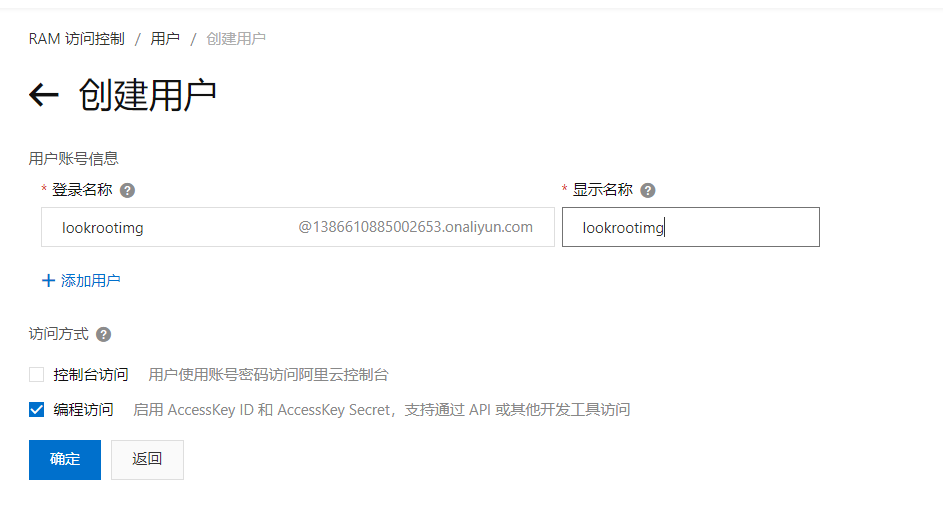 RAM 访问控制 / 用户 / 创建用户
← 创建用户
用户账号信息
* 登录名称 ? * 显示名称 ?
lookrootimg @1386610885002653.onaliyun.com lookrootimg
+ 添加用户
访问方式 ?
控制台访问 用户使用账号密码访问阿里云控制台
编程访问 启用 AccessKey ID 和 AccessKey Secret，支持通过 API 或其他开发工具访问
确定 返回